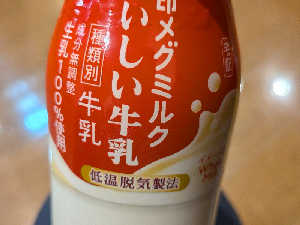 印メグミルク
いしい牛乳
種類別 牛乳
成分無調整
生乳100%使用
低温脱気製法